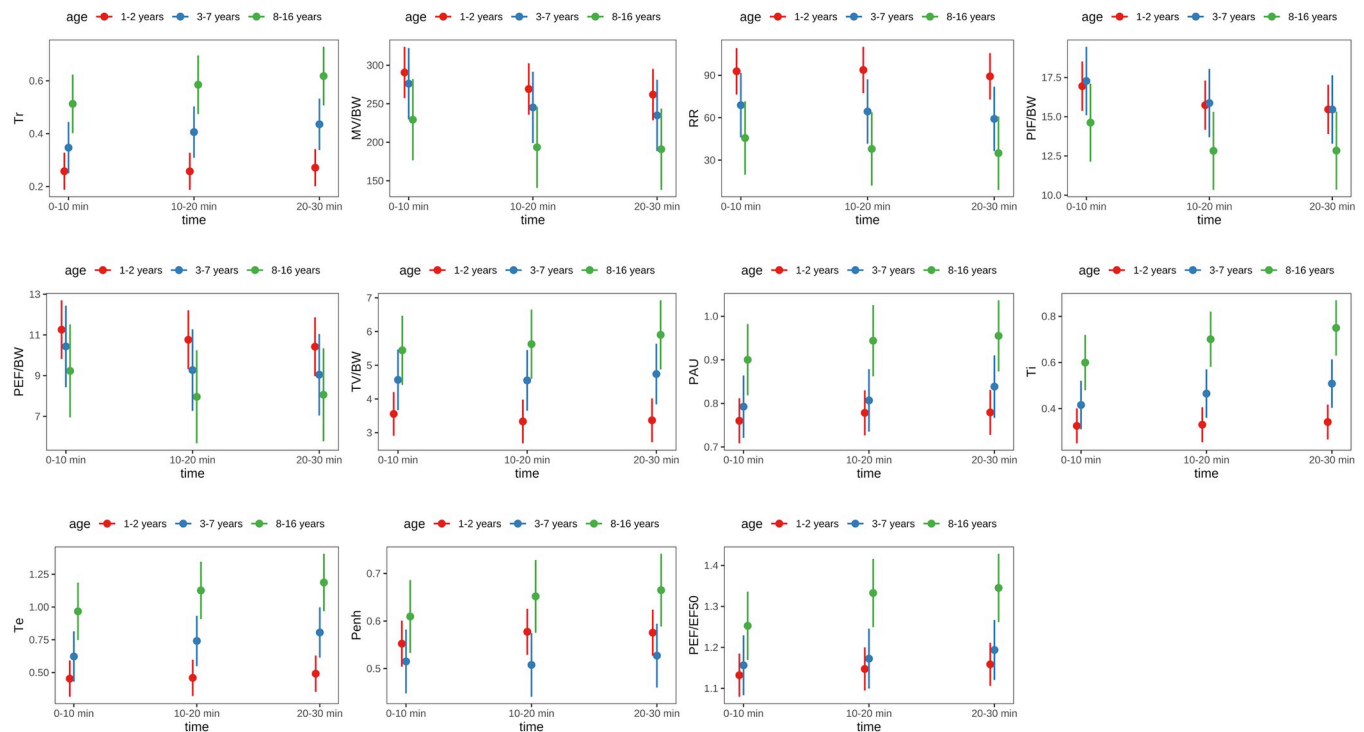 age 1-2 years 3-7 years 8-16 years
Tr
0.6
0.4
0.2
0-10 min 10-20 min 20-30 min
time
age 1-2 years 3-7 years 8-16 years
MV/BW
300
250
200
150
0-10 min 10-20 min 20-30 min
time
age 1-2 years 3-7 years 8-16 years
RR
90
60
30
0-10 min 10-20 min 20-30 min
time
age 1-2 years 3-7 years 8-16 years
PIF/BW
17.5
15.0
12.5
10.0
0-10 min 10-20 min 20-30 min
time
age 1-2 years 3-7 years 8-16 years
PEF/BW
13
11
9
7
0-10 min 10-20 min 20-30 min
time
age 1-2 years 3-7 years 8-16 years
TV/BW
7
6
5
4
3
0-10 min 10-20 min 20-30 min
time
age 1-2 years 3-7 years 8-16 years
PAU
1.0
0.9
0.8
0.7
0-10 min 10-20 min 20-30 min
time
age 1-2 years 3-7 years 8-16 years
Ti
0.8
0.6
0.4
0-10 min 10-20 min 20-30 min
time
age 1-2 years 3-7 years 8-16 years
Te
1.25
1.00
0.75
0.50
0-10 min 10-20 min 20-30 min
time
age 1-2 years 3-7 years 8-16 years
Penh
0.7
0.6
0.5
0-10 min 10-20 min 20-30 min
time
age 1-2 years 3-7 years 8-16 years
PEF/EF50
1.4
1.3
1.2
1.1
0-10 min 10-20 min 20-30 min
time